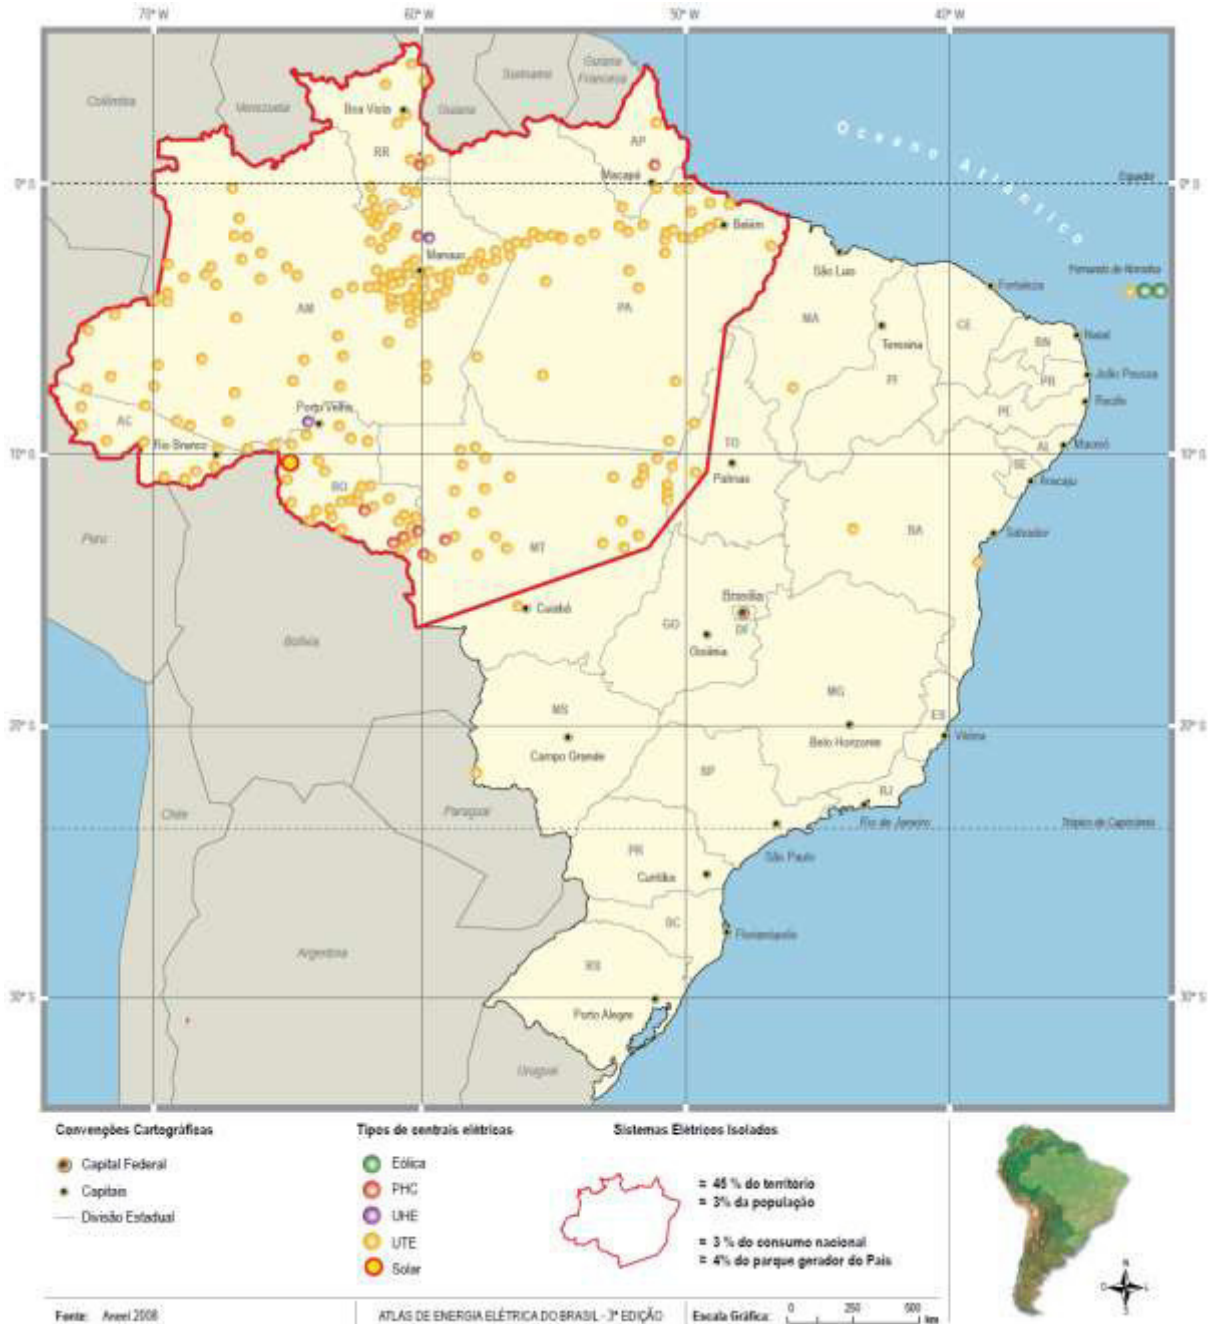 70° W 60° W 50° W 40° W
Colômbia
Venezuela
Guiana
Suriname
Guiana
Francesa
Boa Vista
RR
AP
Macapá
Oceano Atlântico
0° S
Equador
0° S
Belém
Manaus
São Luis
Fortaleza
Fernando de Noronha
AM
PA
MA
Teresina
CE
RN
Natal
PI
PB
João Pessoa
PE
Recife
AC
Porto Velho
Rio Branco
AL
Maceió
SE
Aracaju
10° S
10° S
TO
Palmas
RO
BA
Salvador
Peru
MT
Cuiabá
Brasília
DF
GO
Goiânia
Bolívia
MG
MS
ES
20° S
20° S
Campo Grande
Belo Horizonte
Vitória
SP
RJ
Chile
Paraguai
Rio de Janeiro
Trópico de Capricórnio
PR
São Paulo
Curitiba
SC
Florianópolis
Argentina
RS
30° S
30° S
Porto Alegre
Uruguai
Convenções Cartográficas
Capital Federal
Capitais
Divisão Estadual
Tipos de centrais elétricas
Eólica
PHC
UHE
UTE
Solar
Sistemas Elétricos Isolados
= 45 % do território
= 3% da população
= 3 % do consumo nacional
= 4% do parque gerador do País
N
O L
S
Fonte: Aneel 2008
ATLAS DE ENERGIA ELÉTRICA DO BRASIL - 3ª EDIÇÃO
Escala Gráfica: 0 250 500 km